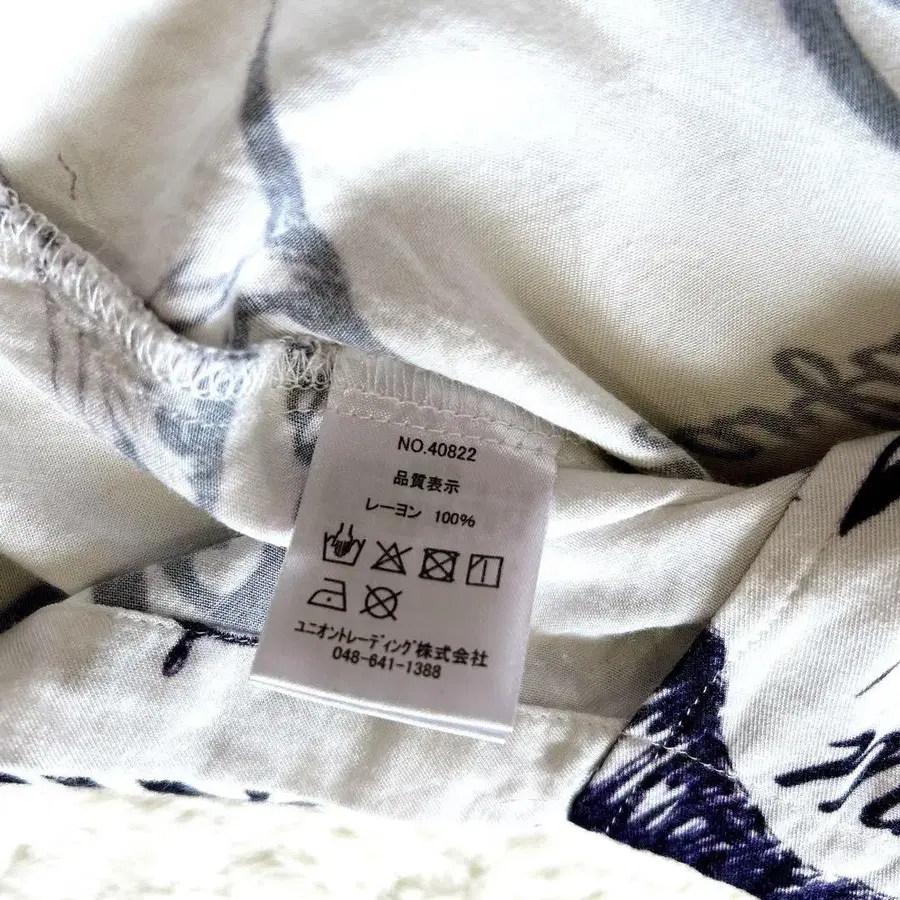 NO.40822
品質表示
レーヨン 100%
ユニオントレーディング株式会社
048-641-1388